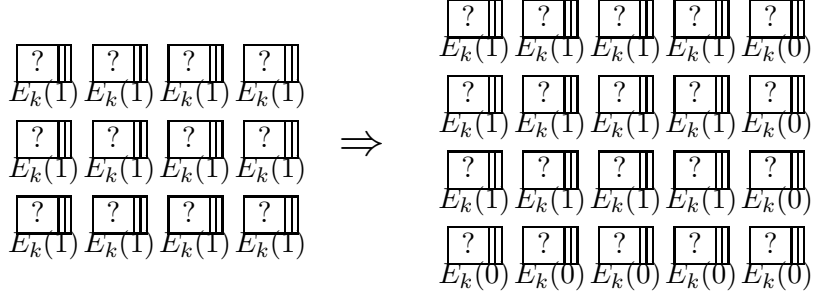 ? ? ? ?
E_k(1) E_k(1) E_k(1) E_k(1)
? ? ? ?
E_k(1) E_k(1) E_k(1) E_k(1)
? ? ? ?
E_k(1) E_k(1) E_k(1) E_k(1)
⇒
? ? ? ? ?
E_k(1) E_k(1) E_k(1) E_k(1) E_k(0)
? ? ? ? ?
E_k(1) E_k(1) E_k(1) E_k(1) E_k(0)
? ? ? ? ?
E_k(1) E_k(1) E_k(1) E_k(1) E_k(0)
? ? ? ? ?
E_k(0) E_k(0) E_k(0) E_k(0) E_k(0)